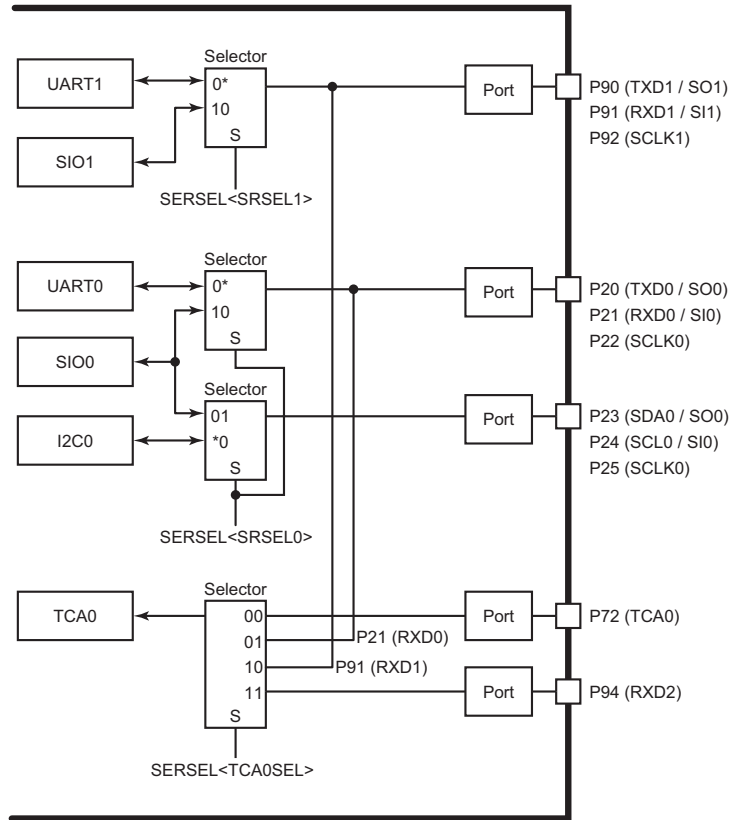 Selector
UART1
0*
10
S
SIO1
SERSEL<SRSEL1>
Port
P90 (TXD1 / SO1)
P91 (RXD1 / SI1)
P92 (SCLK1)
Selector
UART0
0*
10
S
SIO0
Port
P20 (TXD0 / SO0)
P21 (RXD0 / SI0)
P22 (SCLK0)
01
*0
S
I2C0
SERSEL<SRSEL0>
Port
P23 (SDA0 / SO0)
P24 (SCL0 / SI0)
P25 (SCLK0)
Selector
TCA0
00
01
10
11
S
P21 (RXD0)
P91 (RXD1)
SERSEL<TCA0SEL>
Port
P72 (TCA0)
Port
P94 (RXD2)